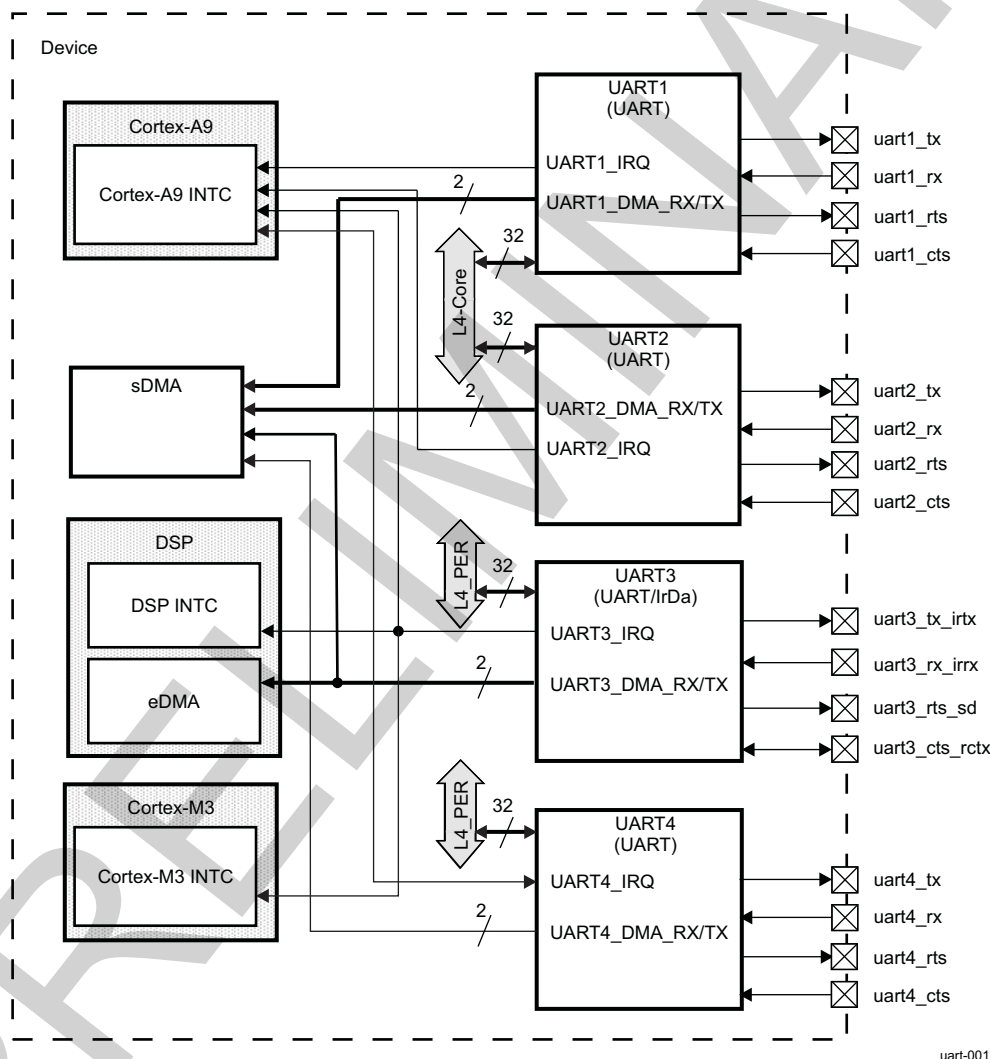 Device
Cortex-A9
Cortex-A9 INTC
sDMA
DSP
DSP INTC
eDMA
Cortex-M3
Cortex-M3 INTC
2
32
L4-Core
32
2
L4_PER
32
2
L4_PER
32
2
UART1
(UART)
UART1_IRQ
UART1_DMA_RX/TX
UART2
(UART)
UART2_DMA_RX/TX
UART2_IRQ
UART3
(UART/IrDa)
UART3_IRQ
UART3_DMA_RX/TX
UART4
(UART)
UART4_IRQ
UART4_DMA_RX/TX
uart1_tx
uart1_rx
uart1_rts
uart1_cts
uart2_tx
uart2_rx
uart2_rts
uart2_cts
uart3_tx_irtx
uart3_rx_irrx
uart3_rts_sd
uart3_cts_rctx
uart4_tx
uart4_rx
uart4_rts
uart4_cts
uart-001